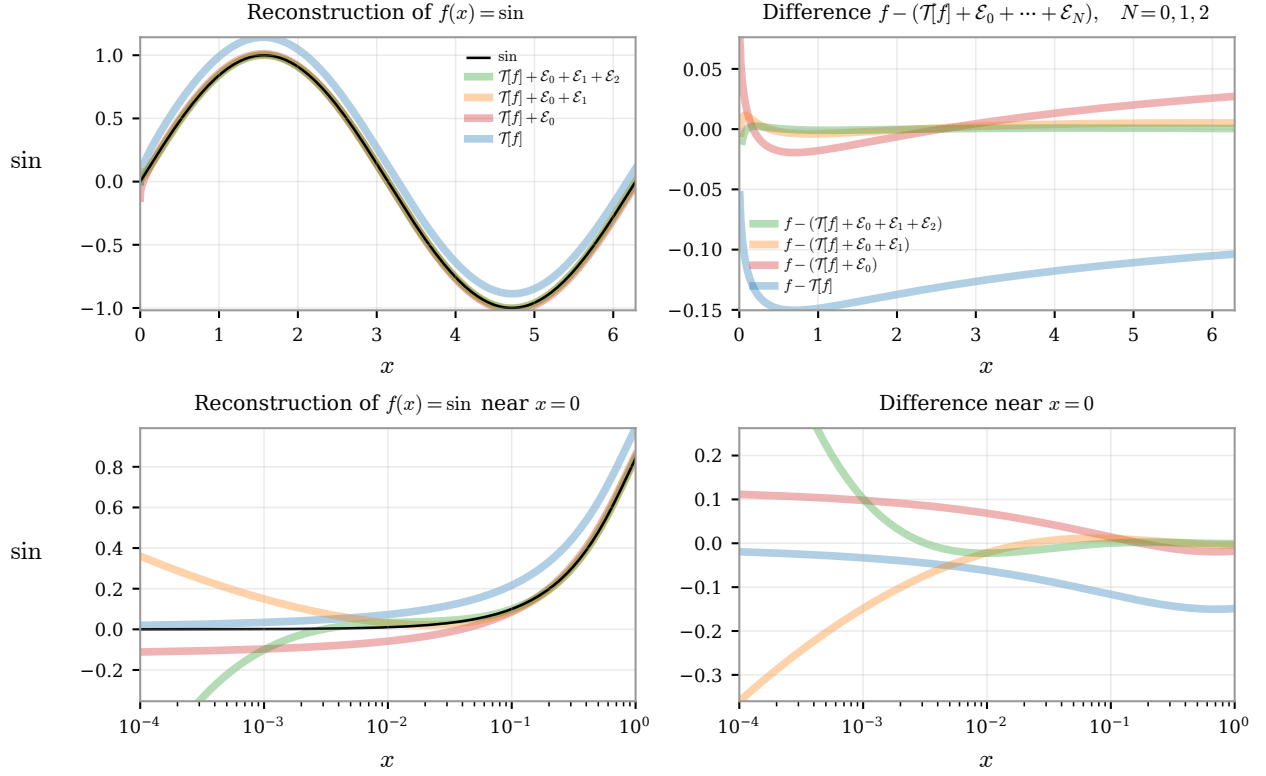 Reconstruction of f(x) = sin
1.0
0.5
0.0
−0.5
−1.0
sin
0 1 2 3 4 5 6
x
sin
𝒯[f] + ℰ₀ + ℰ₁ + ℰ₂
𝒯[f] + ℰ₀ + ℰ₁
𝒯[f] + ℰ₀
𝒯[f]
Difference f − (𝒯[f] + ℰ₀ + ⋯ + ℰ_N), N = 0, 1, 2
0.05
0.00
−0.05
−0.10
−0.15
f − (𝒯[f] + ℰ₀ + ℰ₁ + ℰ₂)
f − (𝒯[f] + ℰ₀ + ℰ₁)
f − (𝒯[f] + ℰ₀)
f − 𝒯[f]
0 1 2 3 4 5 6
x
Reconstruction of f(x) = sin near x = 0
0.8
0.6
0.4
0.2
0.0
−0.2
sin
10⁻⁴ 10⁻³ 10⁻² 10⁻¹ 10⁰
x
Difference near x = 0
0.2
0.1
0.0
−0.1
−0.2
−0.3
10⁻⁴ 10⁻³ 10⁻² 10⁻¹ 10⁰
x